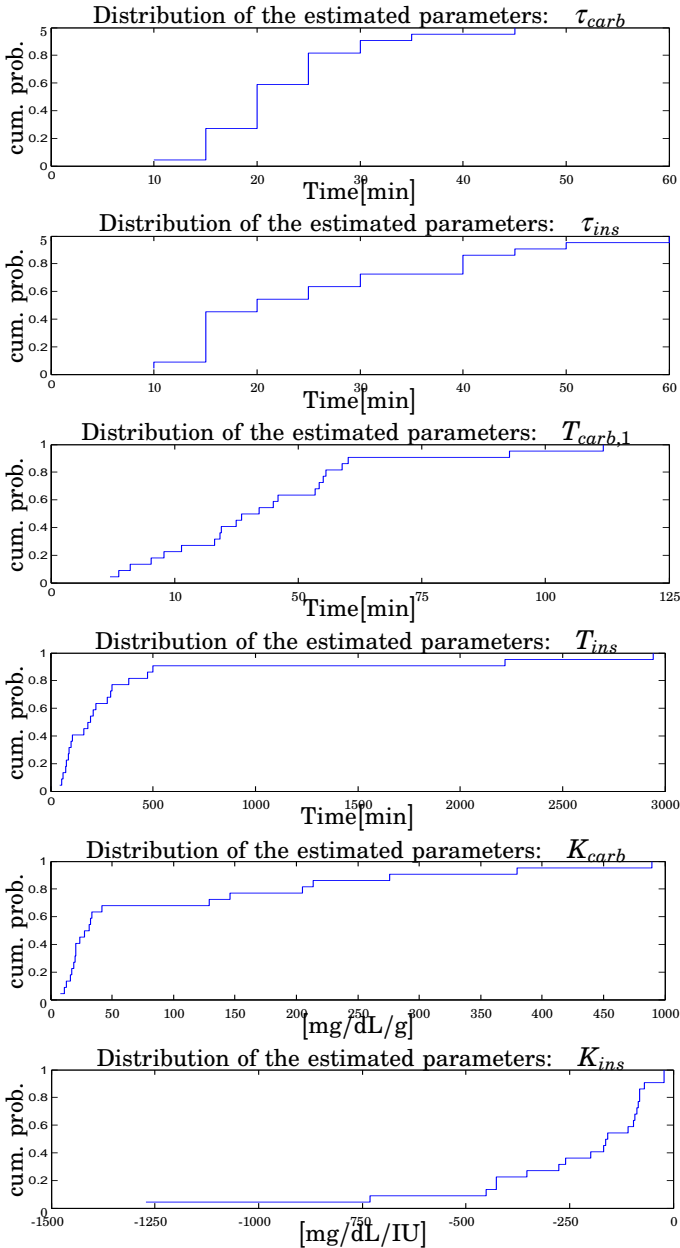 Distribution of the estimated parameters: τcarb
cum. prob.
5
0.8
0.6
0.4
0.2
0
0 10 20 30 40 50 60
Time[min]
Distribution of the estimated parameters: τins
cum. prob.
5
0.8
0.6
0.4
0.2
0
0 10 20 30 40 50 60
Time[min]
Distribution of the estimated parameters: Tcarb,1
cum. prob.
1
0.8
0.6
0.4
0.2
0
0 10 50 75 100 125
Time[min]
Distribution of the estimated parameters: Tins
cum. prob.
1
0.8
0.6
0.4
0.2
0
0 500 1000 1500 2000 2500 3000
Time[min]
Distribution of the estimated parameters: Kcarb
cum. prob.
1
0.8
0.6
0.4
0.2
0
0 50 100 150 200 250 300 350 400 450 1000
[mg/dL/g]
Distribution of the estimated parameters: Kins
cum. prob.
1
0.8
0.6
0.4
0.2
0
-1500 -1250 -1000 -750 -500 -250 0
[mg/dL/IU]